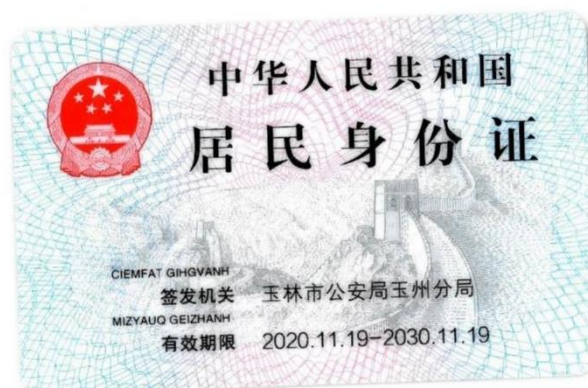 中华人民共和国
居民身份证
CIEMFAT GIHGVANH
签发机关 玉林市公安局玉州分局
MIZYAUQ GEIZHANH
有效期限 2020.11.19-2030.11.19